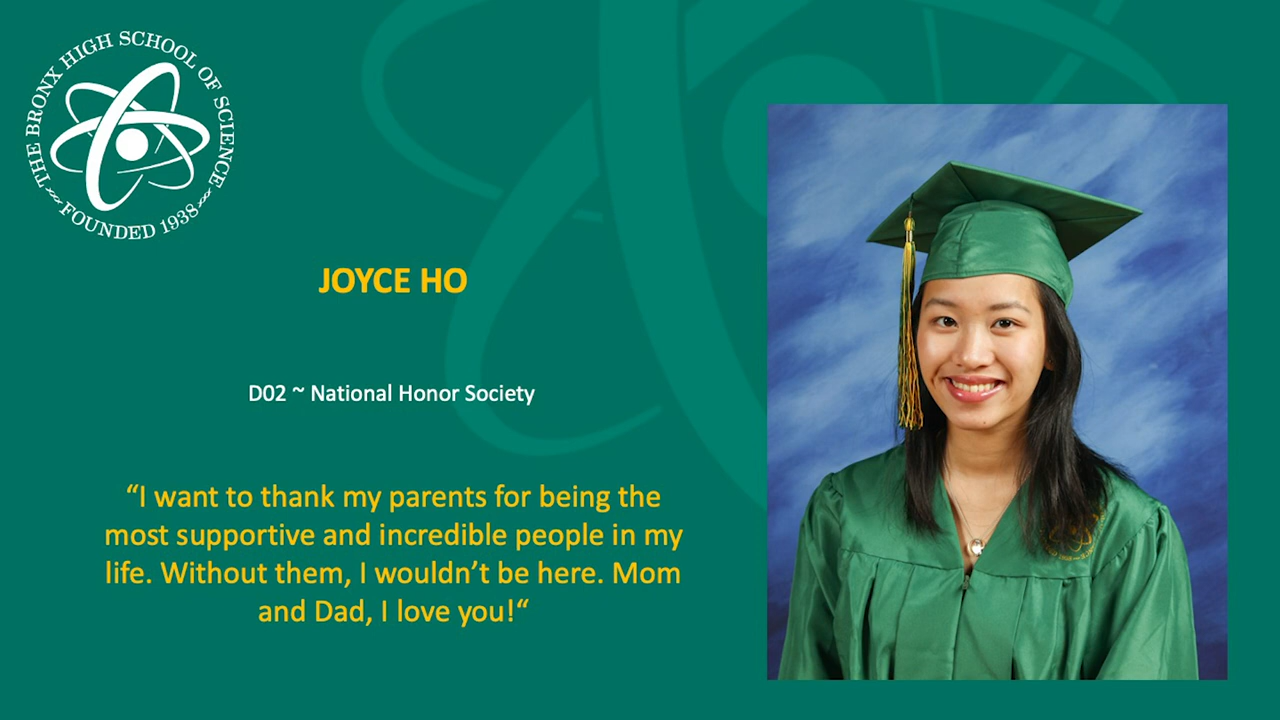 THE BRONX HIGH SCHOOL OF SCIENCE
FOUNDED 1938
JOYCE HO
D02 ~ National Honor Society
“I want to thank my parents for being the
most supportive and incredible people in my
life. Without them, I wouldn’t be here. Mom
and Dad, I love you!“